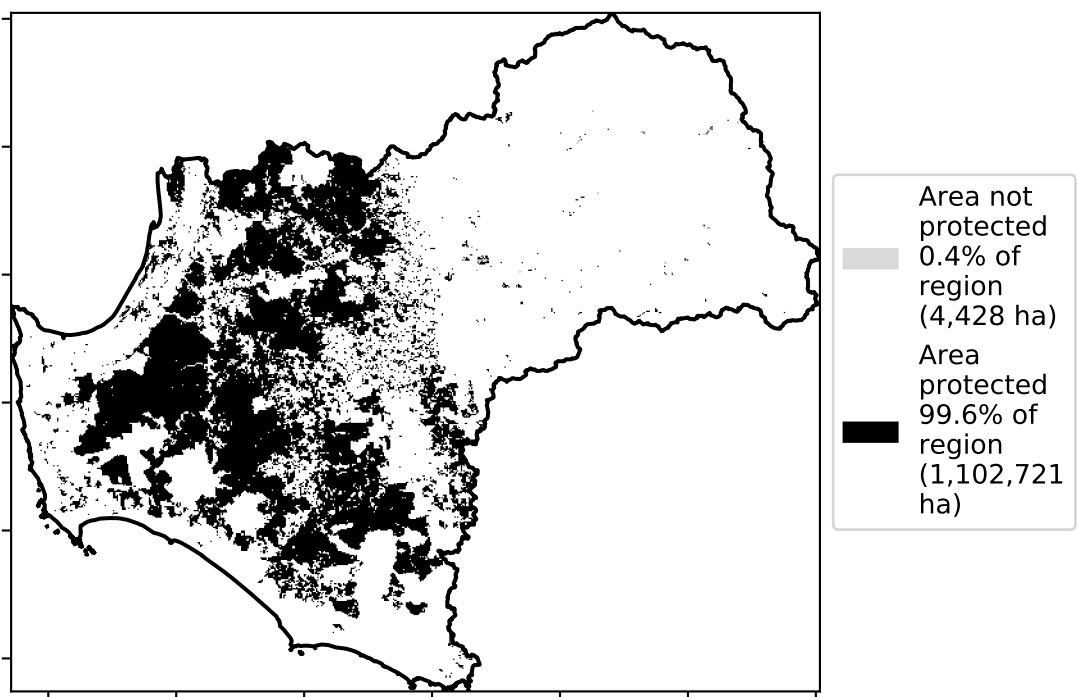 Area not
protected
0.4% of
region
(4,428 ha)
Area
protected
99.6% of
region
(1,102,721
ha)